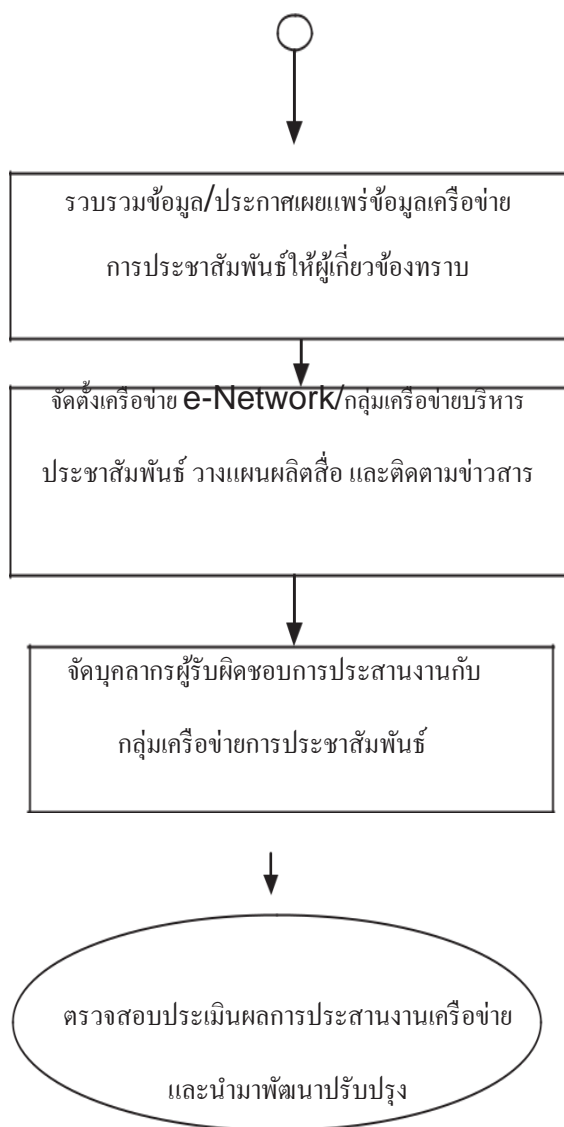 รวบรวมข้อมูล/ประกาศเผยแพร่ข้อมูลเครือข่าย
การประชาสัมพันธ์ให้ผู้เกี่ยวข้องทราบ
จัดตั้งเครือข่าย e-Network/กลุ่มเครือข่ายบริหาร
ประชาสัมพันธ์ วางแผนผลิตสื่อ และติดตามข่าวสาร
จัดบุคลากรผู้รับผิดชอบการประสานงานกับ
กลุ่มเครือข่ายการประชาสัมพันธ์
ตรวจสอบประเมินผลการประสานงานเครือข่าย
และนำมาพัฒนาปรับปรุง